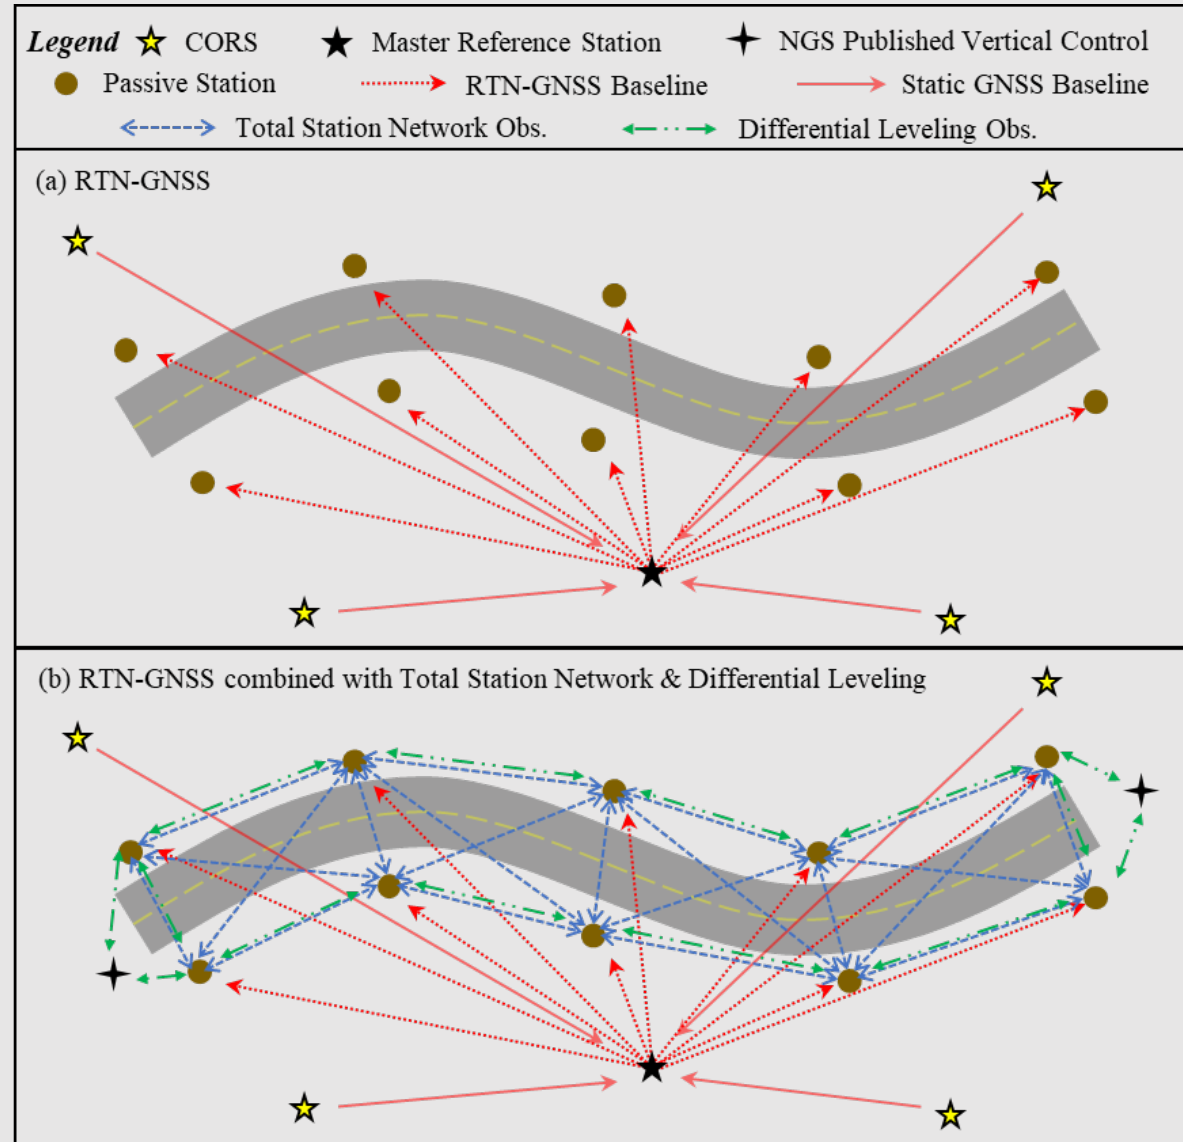 Legend CORS Master Reference Station NGS Published Vertical Control
Passive Station RTN-GNSS Baseline Static GNSS Baseline
Total Station Network Obs. Differential Leveling Obs.
(a) RTN-GNSS
(b) RTN-GNSS combined with Total Station Network & Differential Leveling